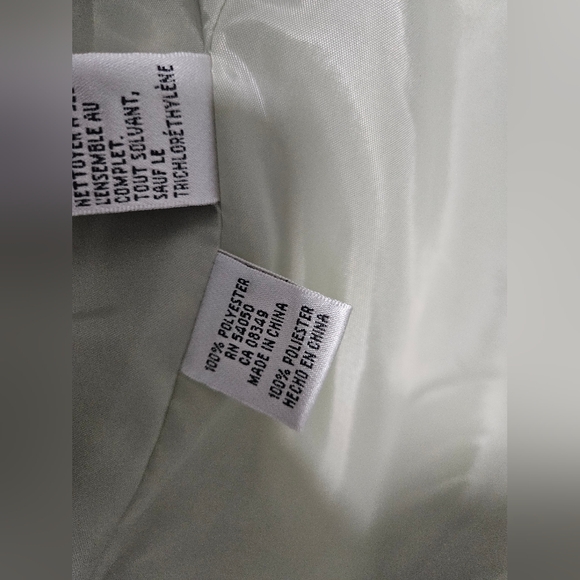 NETTOYER À
L'ENSEMBLE AU
COMPLET.
TOUT SOLVANT,
SAUF LE
TRICHLORÉTHYLÈNE
100% POLYESTER
RN 54050
CA 08349
MADE IN CHINA
100% POLIESTER
HECHO EN CHINA